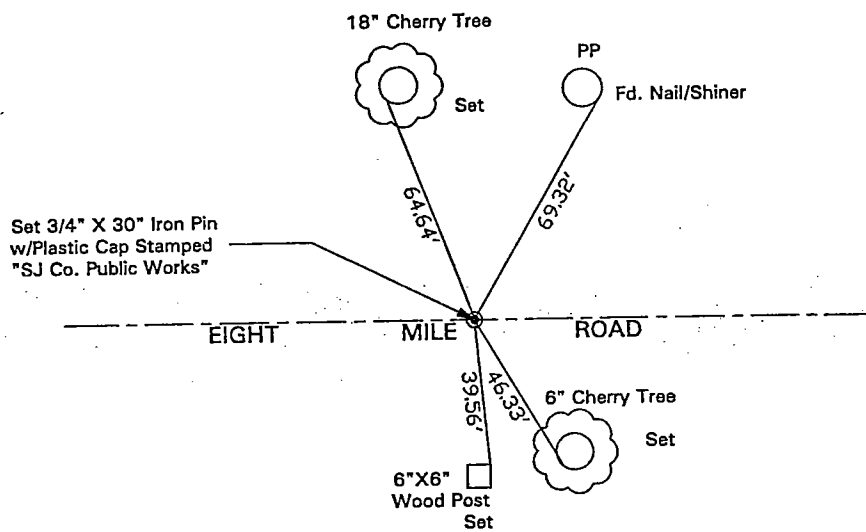 18" Cherry Tree
Set
PP
Fd. Nail/Shiner
64.64'
69.32'
Set 3/4" X 30" Iron Pin
w/Plastic Cap Stamped
"SJ Co. Public Works"
EIGHT MILE ROAD
39.56'
46.33'
6" Cherry Tree
Set
6"X6"
Wood Post
Set